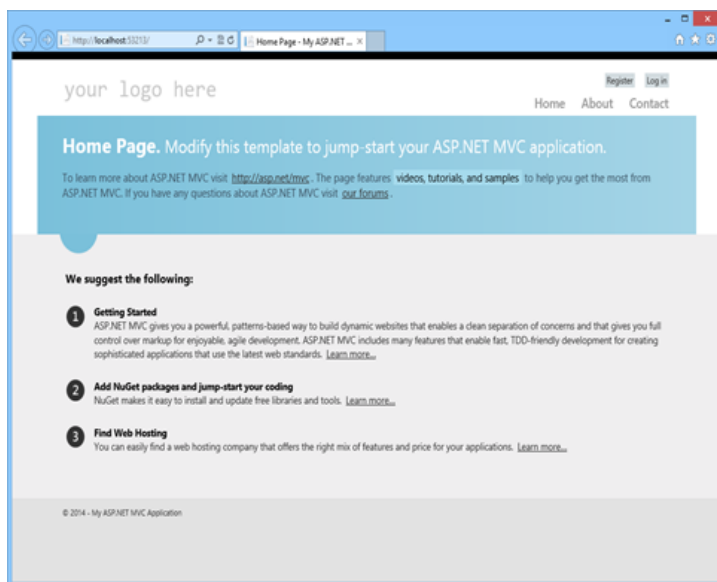 http://localhost:53213/
Home Page - My ASP.NET ...
your logo here
Register Log in
Home About Contact
Home Page. Modify this template to jump-start your ASP.NET MVC application.
To learn more about ASP.NET MVC visit http://asp.net/mvc . The page features videos, tutorials, and samples to help you get the most from
ASP.NET MVC. If you have any questions about ASP.NET MVC visit our forums .
We suggest the following:
1 Getting Started
ASP.NET MVC gives you a powerful, patterns-based way to build dynamic websites that enables a clean separation of concerns and that gives you full
control over markup for enjoyable, agile development. ASP.NET MVC includes many features that enable fast, TDD-friendly development for creating
sophisticated applications that use the latest web standards. Learn more...
2 Add NuGet packages and jump-start your coding
NuGet makes it easy to install and update free libraries and tools. Learn more...
3 Find Web Hosting
You can easily find a web hosting company that offers the right mix of features and price for your applications. Learn more...
© 2014 - My ASP.NET MVC Application